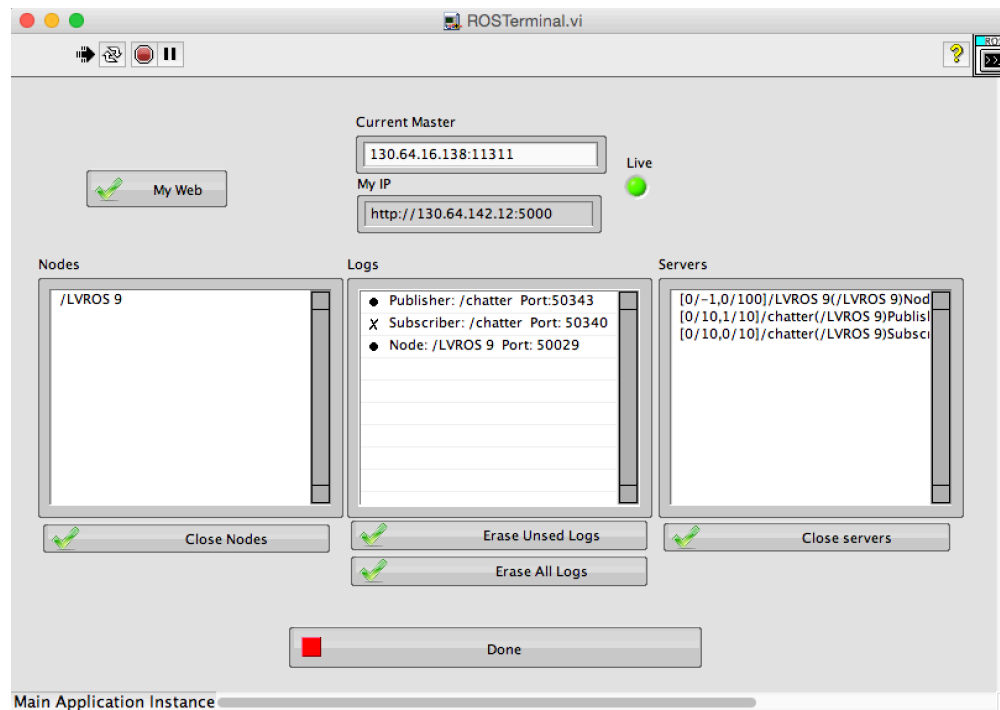 ROSTerminal.vi
?
Current Master
130.64.16.138:11311
Live
My Web
My IP
http://130.64.142.12:5000
Nodes
/LVROS 9
Close Nodes
Logs
Publisher: /chatter Port:50343
X Subscriber: /chatter Port: 50340
Node: /LVROS 9 Port: 50029
Erase Unsed Logs
Erase All Logs
Servers
[0/-1,0/100]/LVROS 9(/LVROS 9)Nod
[0/10,1/10]/chatter(/LVROS 9)Publisl
[0/10,0/10]/chatter(/LVROS 9)Subscr
Close servers
Done
Main Application Instance